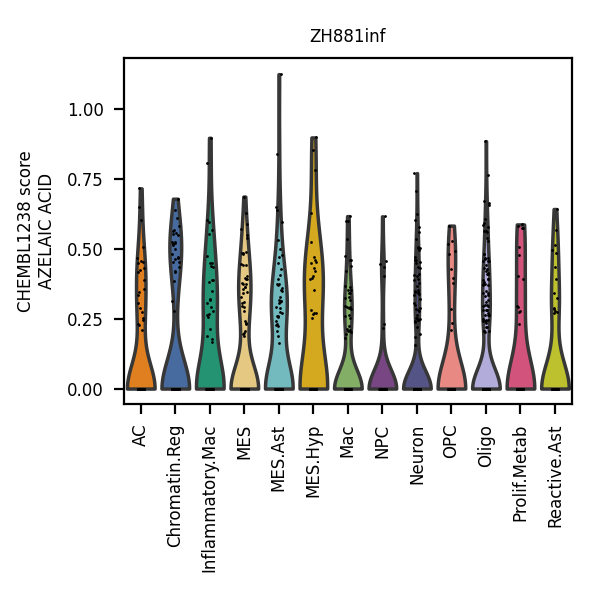 ZH881inf
CHEMBL1238 score
AZELAIC ACID
1.00
0.75
0.50
0.25
0.00
AC
Chromatin.Reg
Inflammatory.Mac
MES
MES.Ast
MES.Hyp
Mac
NPC
Neuron
OPC
Oligo
Prolif.Metab
Reactive.Ast